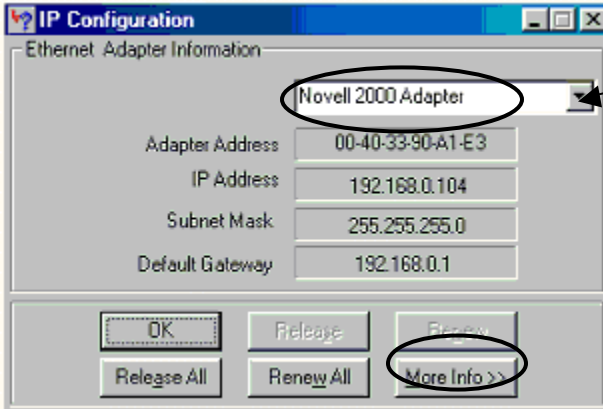 IP Configuration
Ethernet Adapter Information
Novell 2000 Adapter
Adapter Address 00-40-33-90-A1-E3
IP Address 192.168.0.104
Subnet Mask 255.255.255.0
Default Gateway 192.168.0.1
OK Release Renew
Release All Renew All More Info >>